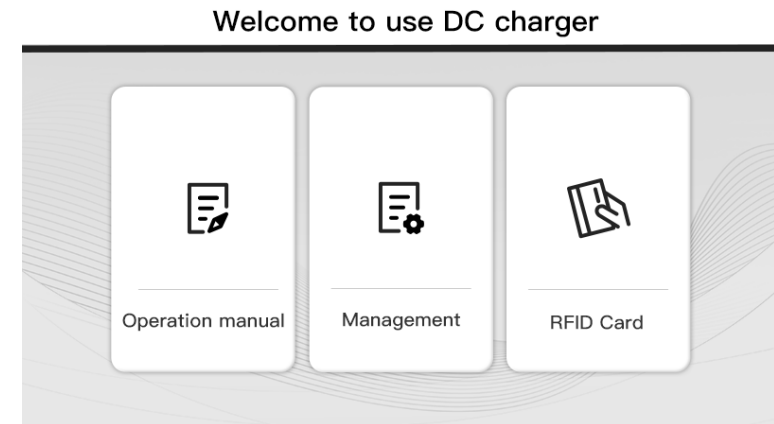 Welcome to use DC charger
Operation manual
Management
RFID Card